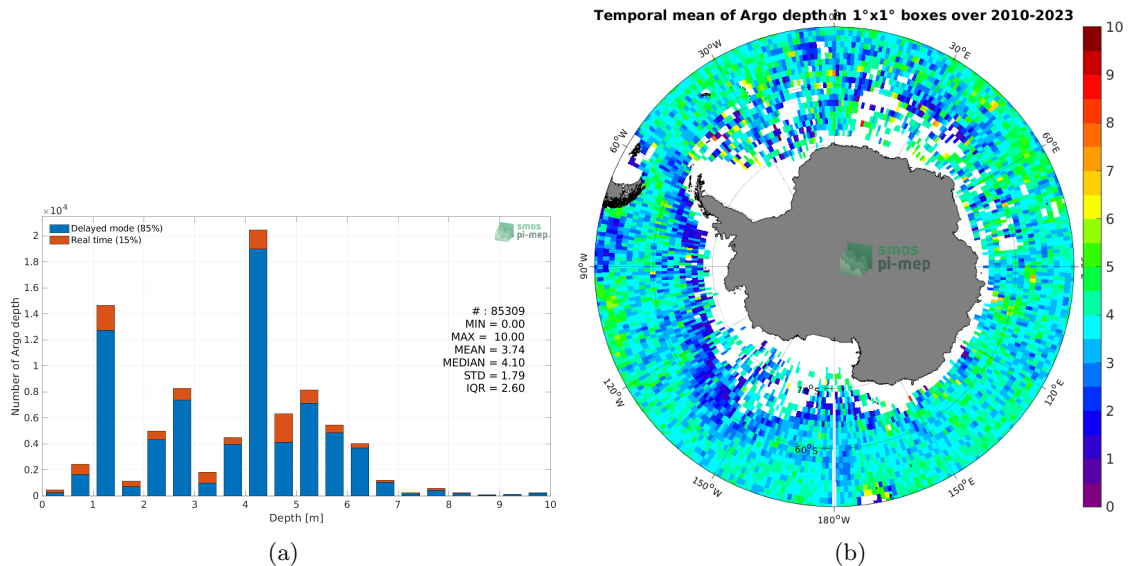 ×10⁴
Delayed mode (85%)
Real time (15%)
smos
pi-mep
# : 85309
MIN = 0.00
MAX = 10.00
MEAN = 3.74
MEDIAN = 4.10
STD = 1.79
IQR = 2.60
Number of Argo depth
2
1.8
1.6
1.4
1.2
1
0.8
0.6
0.4
0.2
0
0 1 2 3 4 5 6 7 8 9 10
Depth [m]
(a)
Temporal mean of Argo depth in 1°x1° boxes over 2010-2023
30°W
30°E
60°W
60°E
90°W
smos
pi-mep
120°W
120°E
60°S
150°W
150°E
180°W
10
9
8
7
6
5
4
3
2
1
0
(b)